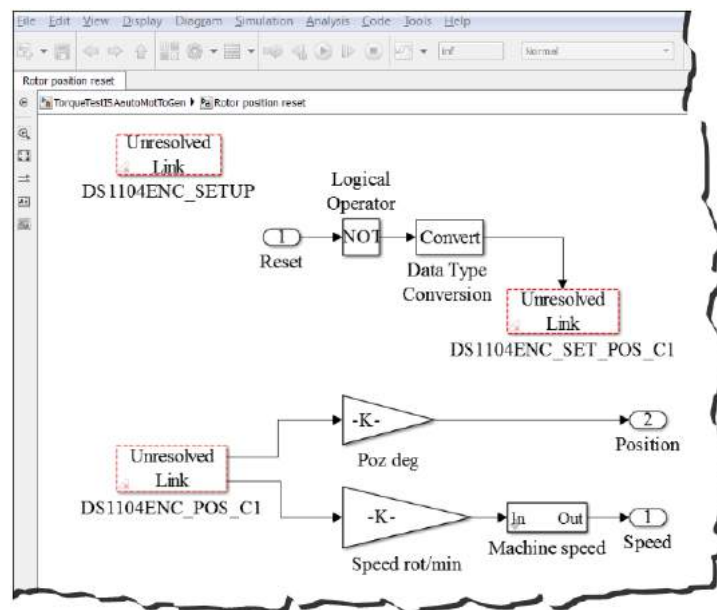 File Edit View Display Diagram Simulation Analysis Code Tools Help
Inf Normal
Rotor position reset
TorqueTestISAautoMotToGen Rotor position reset
Unresolved
Link
DS1104ENC_SETUP
Logical
Operator
1 NOT Convert
Reset
Data Type
Conversion
Unresolved
Link
DS1104ENC_SET_POS_C1
-K- 2
Position
Poz deg
Unresolved
Link
DS1104ENC_POS_C1
-K- In Out 1
Machine speed Speed
Speed rot/min